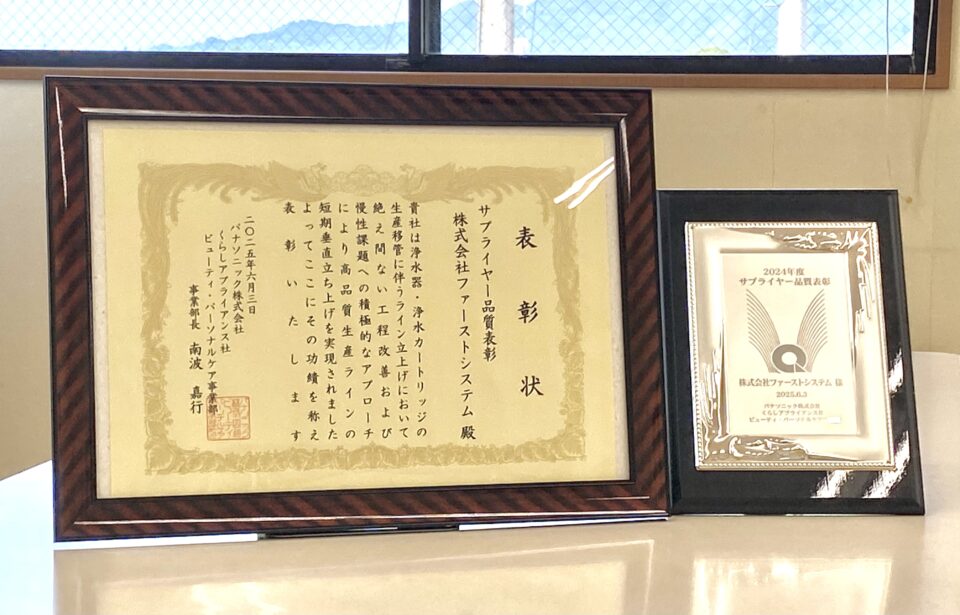 表彰状
サプライヤー品質表彰
株式会社ファーストシステム 殿
貴社は浄水器・浄水カートリッジの
生産移管に伴うライン立上げにおいて
絶え間ない工程改善および
慢性課題への積極的なアプローチ
により高品質生産ラインの
短期垂直立ち上げを実現されました
よってここにその功績を称え
表彰いたします
二〇二五年六月三日
パナソニック株式会社
くらしアプライアンス社
ビューティ・パーソナルケア事業部
事業部長 南波 嘉行
2024年度
サプライヤー品質表彰
Q
株式会社ファーストシステム 様
2025.6.3
パナソニック株式会社
くらしアプライアンス社
ビューティ・パーソナルケア